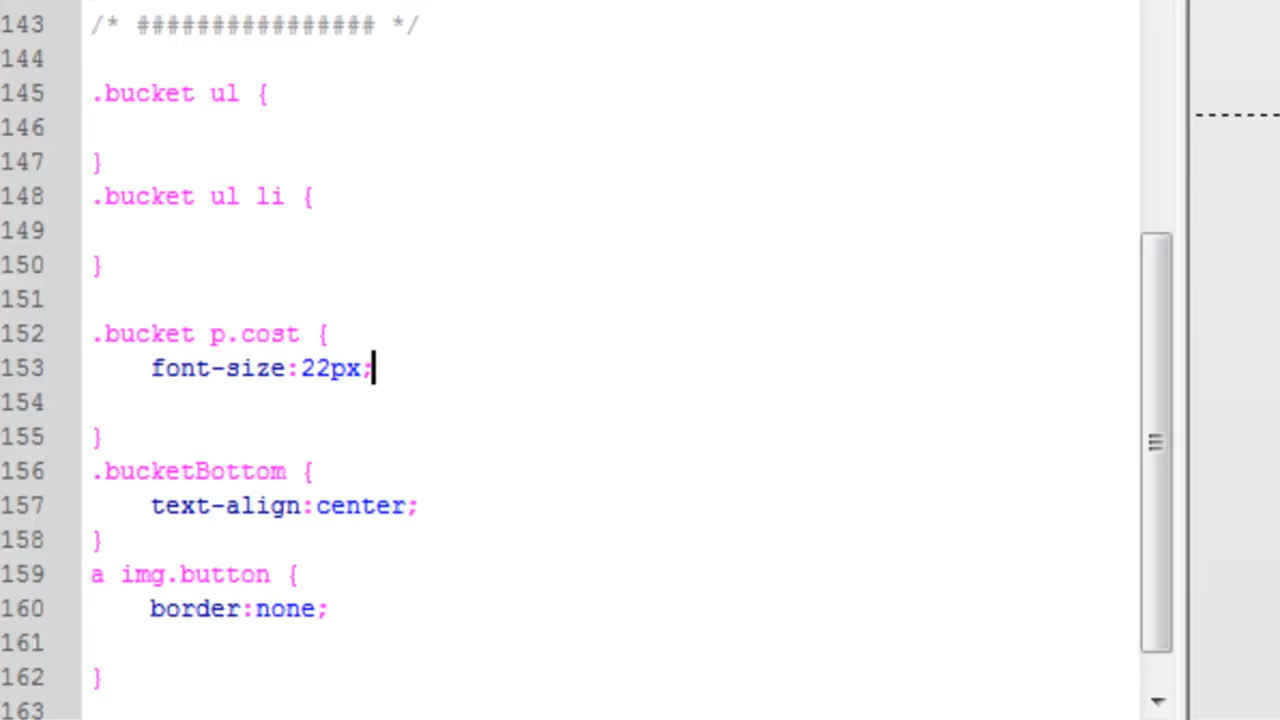 143 /* ################ */
144
145 .bucket ul {
146
147 }
148 .bucket ul li {
149
150 }
151
152 .bucket p.cost {
153     font-size:22px;
154
155 }
156 .bucketBottom {
157     text-align:center;
158 }
159 a img.button {
160     border:none;
161
162 }
163